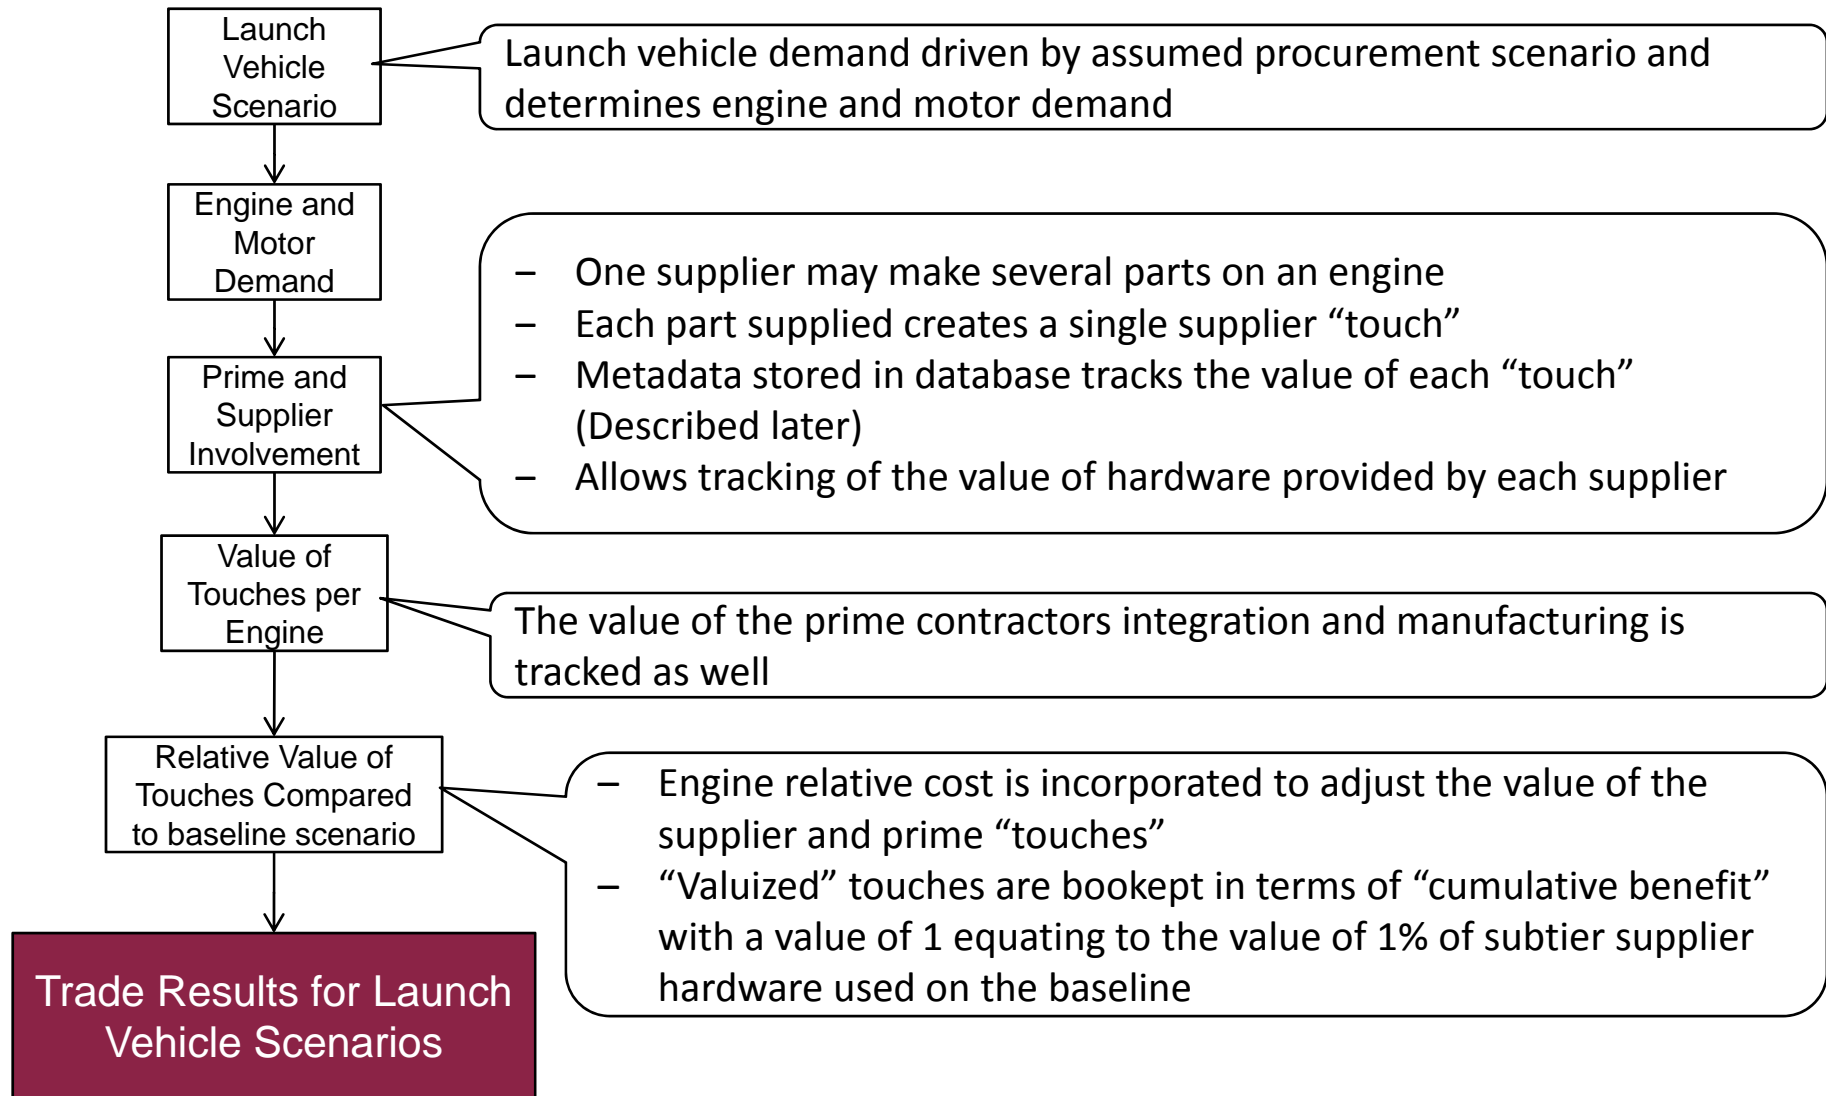 Launch
Vehicle
Scenario
Launch vehicle demand driven by assumed procurement scenario and
determines engine and motor demand
Engine and
Motor
Demand
– One supplier may make several parts on an engine
– Each part supplied creates a single supplier “touch”
– Metadata stored in database tracks the value of each “touch”
(Described later)
– Allows tracking of the value of hardware provided by each supplier
Prime and
Supplier
Involvement
Value of
Touches per
Engine
The value of the prime contractors integration and manufacturing is
tracked as well
Relative Value of
Touches Compared
to baseline scenario
– Engine relative cost is incorporated to adjust the value of the
supplier and prime “touches”
– “Valuized” touches are bookept in terms of “cumulative benefit”
with a value of 1 equating to the value of 1% of subtier supplier
hardware used on the baseline
Trade Results for Launch
Vehicle Scenarios